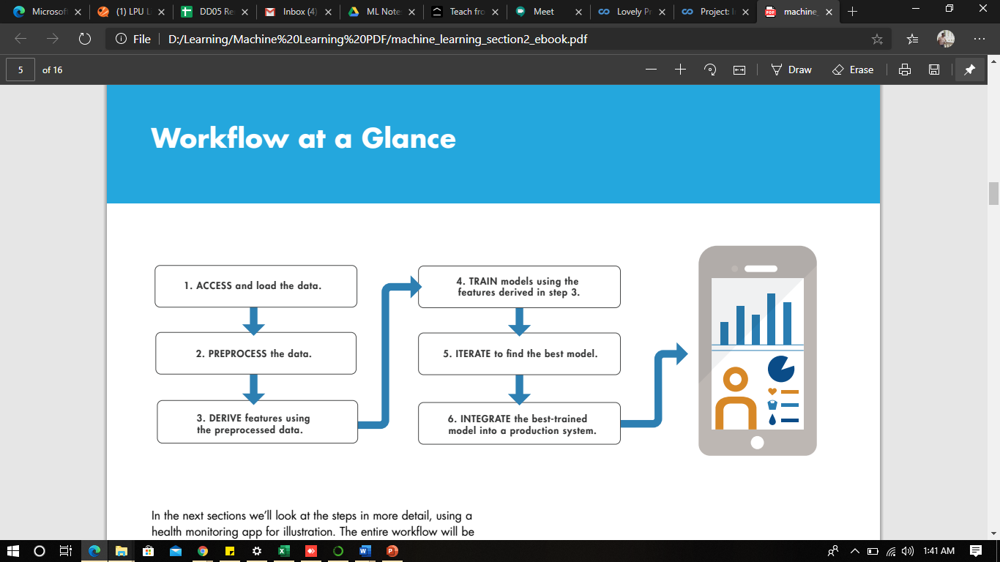 Microsoft
(1) LPU L
DD05 Re
Inbox (4)
ML Note
Teach fro
Meet
Lovely Pr
Project: I
machine_
File
D:/Learning/Machine%20Learning%20PDF/machine_learning_section2_ebook.pdf
5 of 16
Draw
Erase
Workflow at a Glance
1. ACCESS and load the data.
2. PREPROCESS the data.
3. DERIVE features using
the preprocessed data.
4. TRAIN models using the
features derived in step 3.
5. ITERATE to find the best model.
6. INTEGRATE the best-trained
model into a production system.
In the next sections we’ll look at the steps in more detail, using a
health monitoring app for illustration. The entire workflow will be
1:41 AM